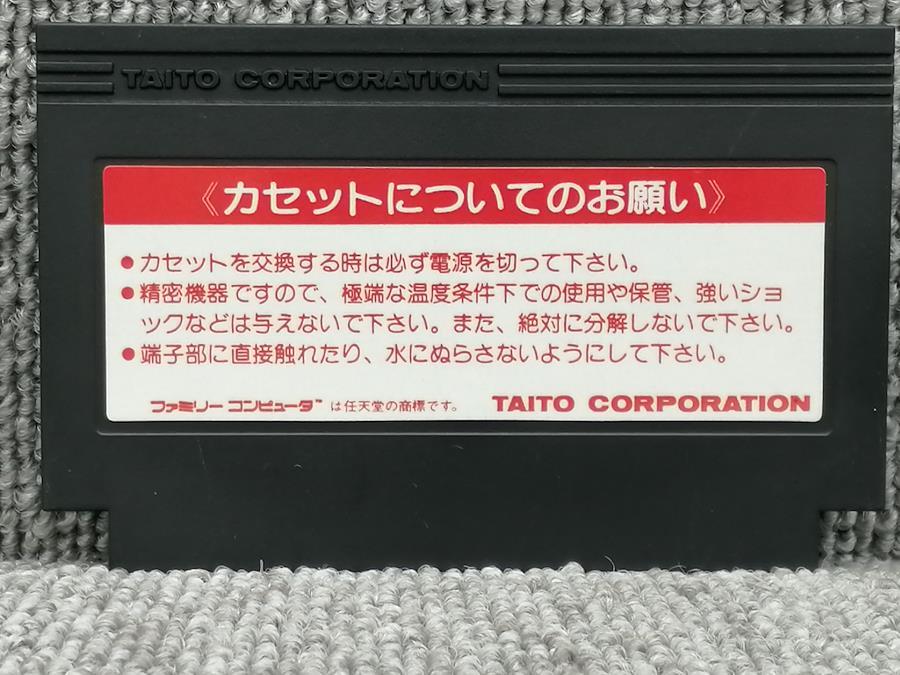 TAITO CORPORATION
《カセットについてのお願い》
●カセットを交換する時は必ず電源を切って下さい。
●精密機器ですので、極端な温度条件下での使用や保管、強いショ
ックなどは与えないで下さい。また、絶対に分解しないで下さい。
●端子部に直接触れたり、水にぬらさないようにして下さい。
ファミリーコンピュータ™は任天堂の商標です。 TAITO CORPORATION